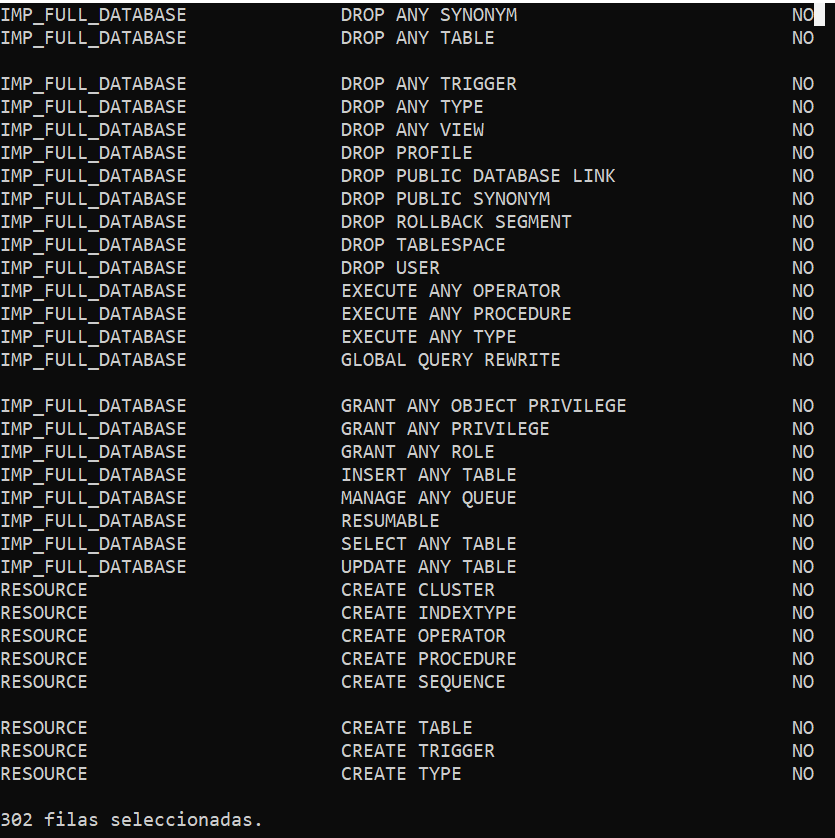 IMP_FULL_DATABASE DROP ANY SYNONYM NO
IMP_FULL_DATABASE DROP ANY TABLE NO
IMP_FULL_DATABASE DROP ANY TRIGGER NO
IMP_FULL_DATABASE DROP ANY TYPE NO
IMP_FULL_DATABASE DROP ANY VIEW NO
IMP_FULL_DATABASE DROP PROFILE NO
IMP_FULL_DATABASE DROP PUBLIC DATABASE LINK NO
IMP_FULL_DATABASE DROP PUBLIC SYNONYM NO
IMP_FULL_DATABASE DROP ROLLBACK SEGMENT NO
IMP_FULL_DATABASE DROP TABLESPACE NO
IMP_FULL_DATABASE DROP USER NO
IMP_FULL_DATABASE EXECUTE ANY OPERATOR NO
IMP_FULL_DATABASE EXECUTE ANY PROCEDURE NO
IMP_FULL_DATABASE EXECUTE ANY TYPE NO
IMP_FULL_DATABASE GLOBAL QUERY REWRITE NO
IMP_FULL_DATABASE GRANT ANY OBJECT PRIVILEGE NO
IMP_FULL_DATABASE GRANT ANY PRIVILEGE NO
IMP_FULL_DATABASE GRANT ANY ROLE NO
IMP_FULL_DATABASE INSERT ANY TABLE NO
IMP_FULL_DATABASE MANAGE ANY QUEUE NO
IMP_FULL_DATABASE RESUMABLE NO
IMP_FULL_DATABASE SELECT ANY TABLE NO
IMP_FULL_DATABASE UPDATE ANY TABLE NO
RESOURCE CREATE CLUSTER NO
RESOURCE CREATE INDEXTYPE NO
RESOURCE CREATE OPERATOR NO
RESOURCE CREATE PROCEDURE NO
RESOURCE CREATE SEQUENCE NO
RESOURCE CREATE TABLE NO
RESOURCE CREATE TRIGGER NO
RESOURCE CREATE TYPE NO
302 filas seleccionadas.